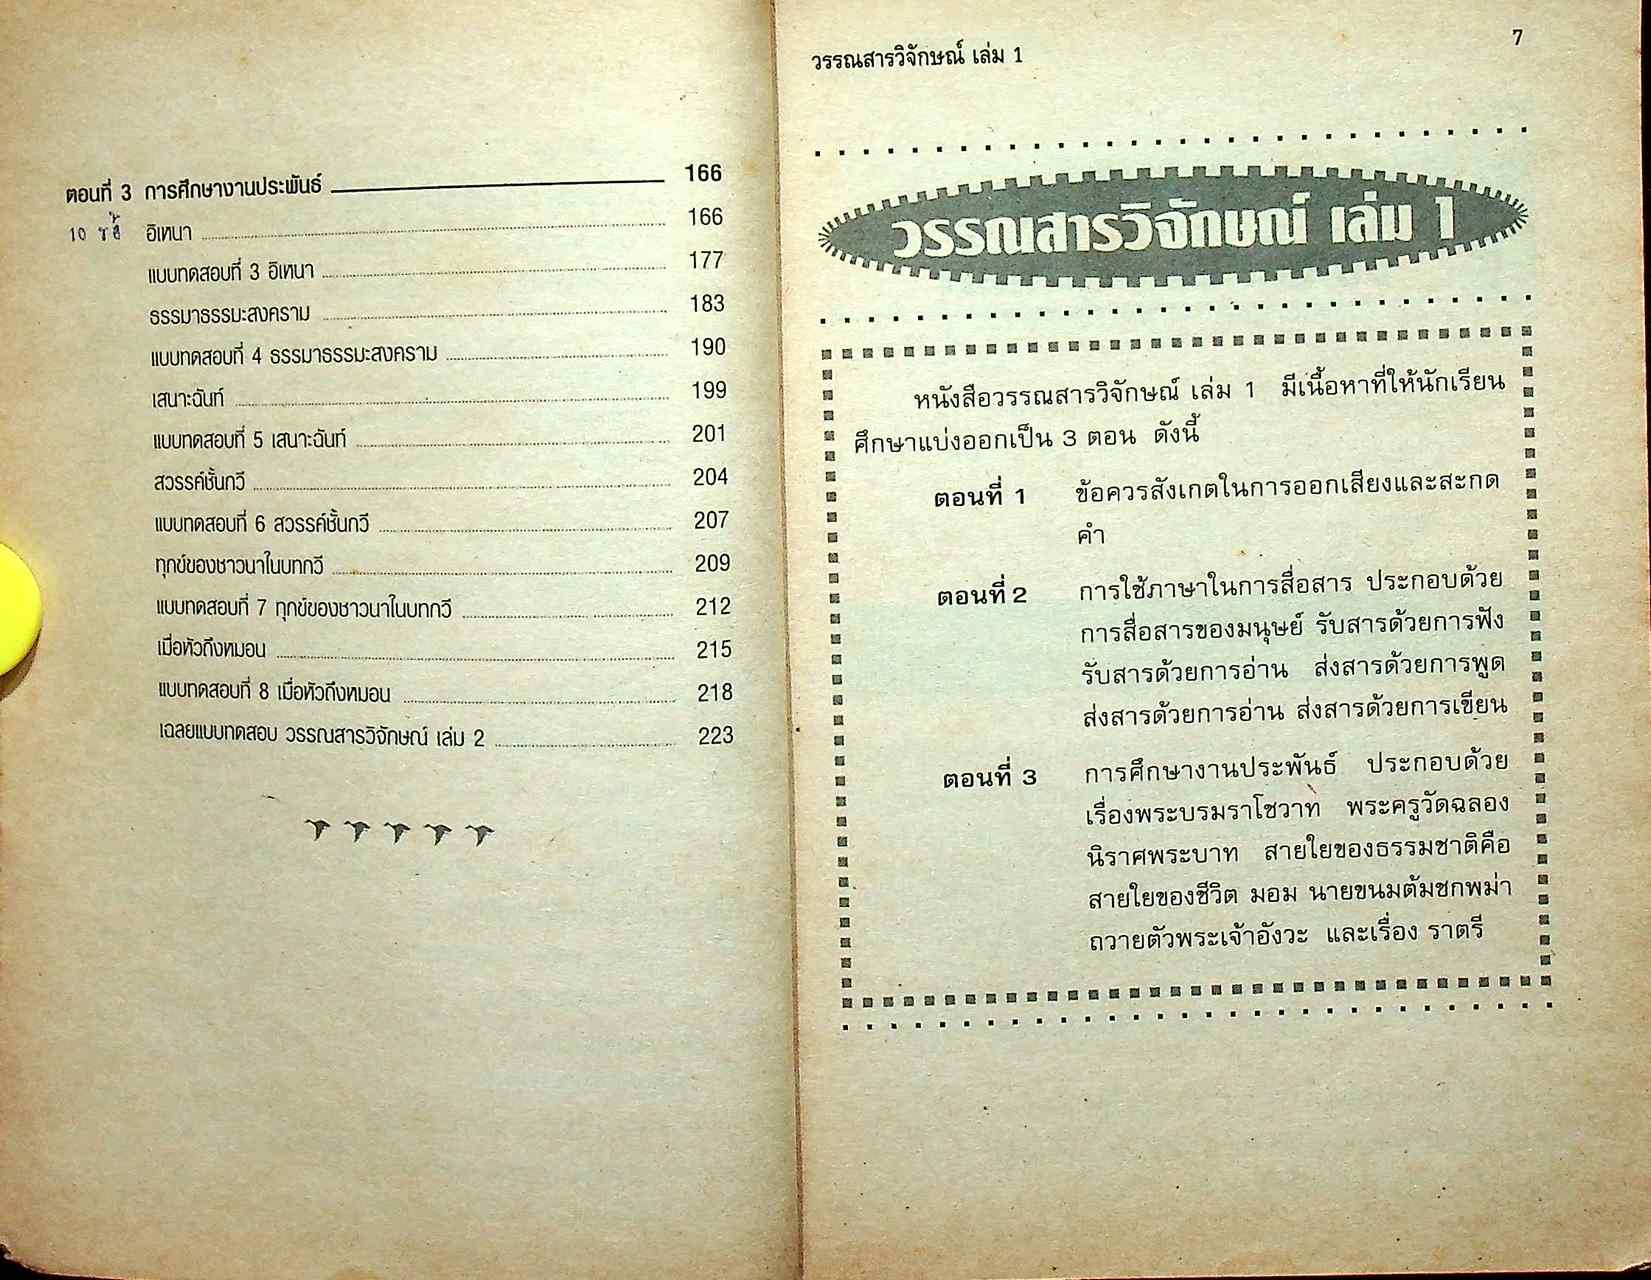 ตอนที่ 3 การศึกษางานประพันธ์ 166
10 ข้อ อิเหนา 166
แบบทดสอบที่ 3 อิเหนา 177
ธรรมาธรรมะสงคราม 183
แบบทดสอบที่ 4 ธรรมาธรรมะสงคราม 190
เสนาะฉันท์ 199
แบบทดสอบที่ 5 เสนาะฉันท์ 201
สวรรค์ชั้นกวี 204
แบบทดสอบที่ 6 สวรรค์ชั้นกวี 207
ทุกข์ของชาวนาในบทกวี 209
แบบทดสอบที่ 7 ทุกข์ของชาวนาในบทกวี 212
เมื่อหัวถึงหมอน 215
แบบทดสอบที่ 8 เมื่อหัวถึงหมอน 218
เฉลยแบบทดสอบ วรรณสารวิจักษณ์ เล่ม 2 223
วรรณสารวิจักษณ์ เล่ม 1 7
วรรณสารวิจักษณ์ เล่ม 1
หนังสือวรรณสารวิจักษณ์ เล่ม 1 มีเนื้อหาที่ให้นักเรียน
ศึกษาแบ่งออกเป็น 3 ตอน ดังนี้
ตอนที่ 1 ข้อควรสังเกตในการออกเสียงและสะกด
คำ
ตอนที่ 2 การใช้ภาษาในการสื่อสาร ประกอบด้วย
การสื่อสารของมนุษย์ รับสารด้วยการฟัง
รับสารด้วยการอ่าน ส่งสารด้วยการพูด
ส่งสารด้วยการอ่าน ส่งสารด้วยการเขียน
ตอนที่ 3 การศึกษางานประพันธ์ ประกอบด้วย
เรื่องพระบรมราโชวาท พระครูวัดฉลอง
นิราศพระบาท สายใยของธรรมชาติคือ
สายใยของชีวิต มอม นายขนมต้มชกพม่า
ถวายตัวพระเจ้าอังวะ และเรื่อง ราตรี